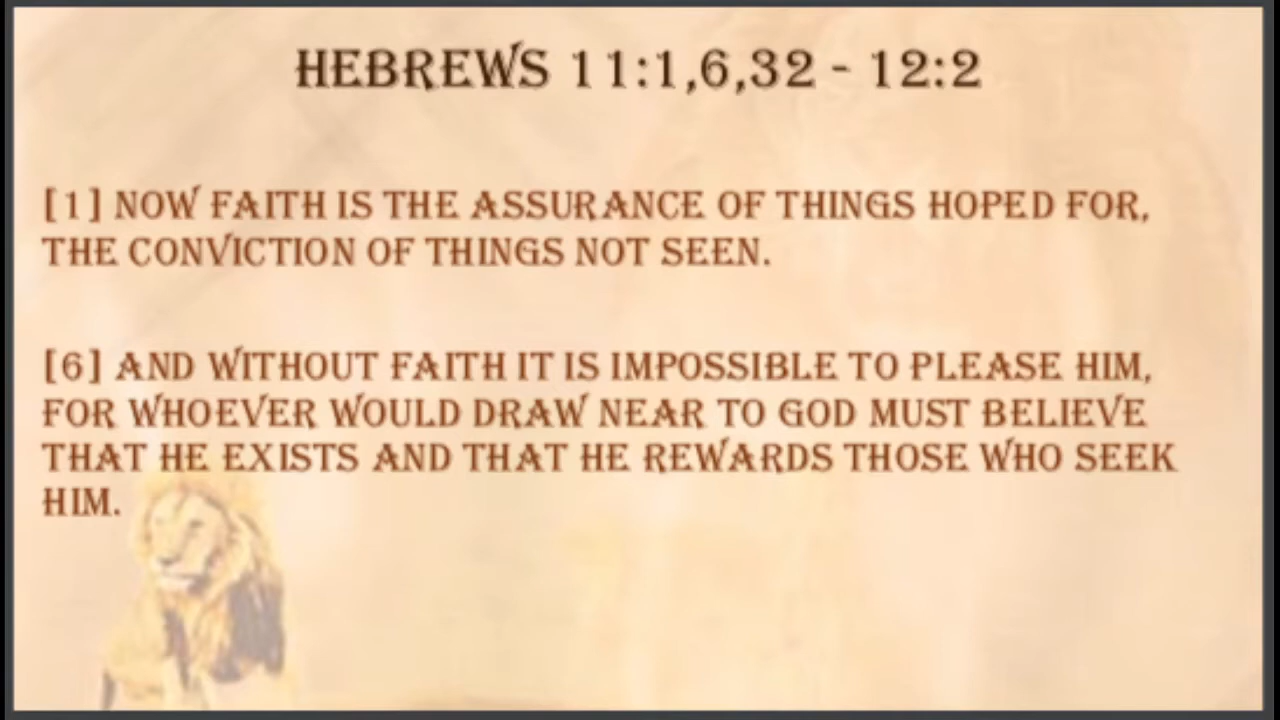 HEBREWS 11:1,6,32 - 12:2
[1] NOW FAITH IS THE ASSURANCE OF THINGS HOPED FOR,
THE CONVICTION OF THINGS NOT SEEN.
[6] AND WITHOUT FAITH IT IS IMPOSSIBLE TO PLEASE HIM,
FOR WHOEVER WOULD DRAW NEAR TO GOD MUST BELIEVE
THAT HE EXISTS AND THAT HE REWARDS THOSE WHO SEEK
HIM.